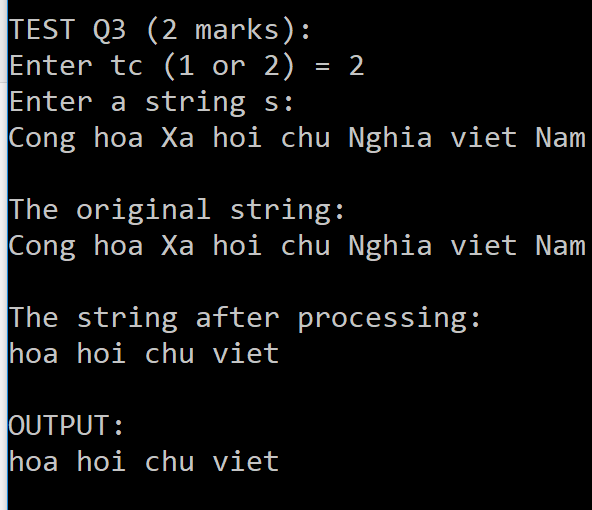 TEST Q3 (2 marks):
Enter tc (1 or 2) = 2
Enter a string s:
Cong hoa Xa hoi chu Nghia viet Nam
The original string:
Cong hoa Xa hoi chu Nghia viet Nam
The string after processing:
hoa hoi chu viet
OUTPUT:
hoa hoi chu viet